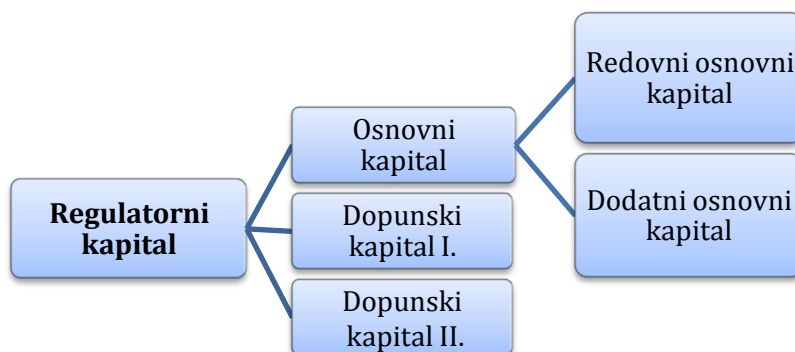 Regulatorni
kapital
Osnovni
kapital
Dopunski
kapital I.
Dopunski
kapital II.
Redovni osnovni
kapital
Dodatni osnovni
kapital